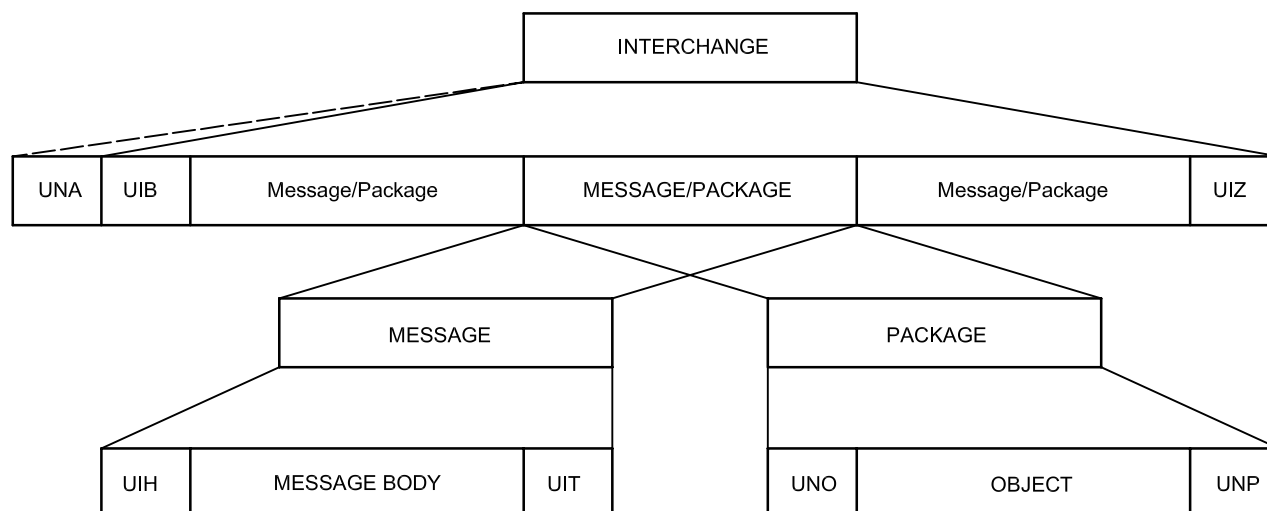 INTERCHANGE
UNA UIB Message/Package MESSAGE/PACKAGE Message/Package UIZ
MESSAGE PACKAGE
UIH MESSAGE BODY UIT UNO OBJECT UNP